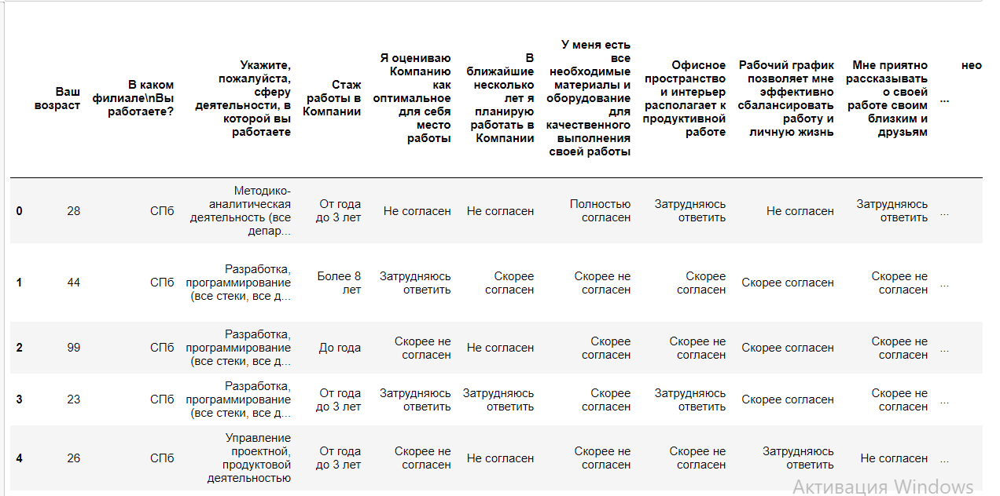 Ваш
возраст
В каком
филиале\nВы
работаете?
Укажите,
пожалуйста,
сферу
деятельности, в
которой вы
работаете
Стаж
работы в
Компании
Я оцениваю
Компанию
как
оптимальное
для себя
место
работы
В
ближайшие
несколько
лет я
планирую
работать в
Компании
У меня есть
все
необходимые
материалы и
оборудование
для
качественного
выполнения
своей работы
Офисное
пространство
и интерьер
располагает к
продуктивной
работе
Рабочий график
позволяет мне
эффективно
сбалансировать
работу и
личную жизнь
Мне приятно
рассказывать
о своей
работе своим
близким и
друзьям
...
нео
0
28
СПб
Методико-
аналитическая
деятельность (все
депар...
От года
до 3 лет
Не согласен
Не согласен
Полностью
согласен
Затрудняюсь
ответить
Не согласен
Затрудняюсь
ответить
...
1
44
СПб
Разработка,
программирование
(все стеки, все д...
Более 8
лет
Затрудняюсь
ответить
Скорее
согласен
Скорее не
согласен
Скорее
согласен
Скорее согласен
Скорее не
согласен
...
2
99
СПб
Разработка,
программирование
(все стеки, все д...
До года
Скорее не
согласен
Не согласен
Скорее
согласен
Скорее не
согласен
Скорее согласен
Скорее не
согласен
...
3
23
СПб
Разработка,
программирование
(все стеки, все д...
От года
до 3 лет
Затрудняюсь
ответить
Затрудняюсь
ответить
Скорее
согласен
Затрудняюсь
ответить
Скорее согласен
Скорее не
согласен
...
4
26
СПб
Управление
проектной,
продуктовой
деятельностью
От года
до 3 лет
Скорее не
согласен
Не согласен
Скорее не
согласен
Скорее не
согласен
Затрудняюсь
ответить
Не согласен
...
Активация Windows